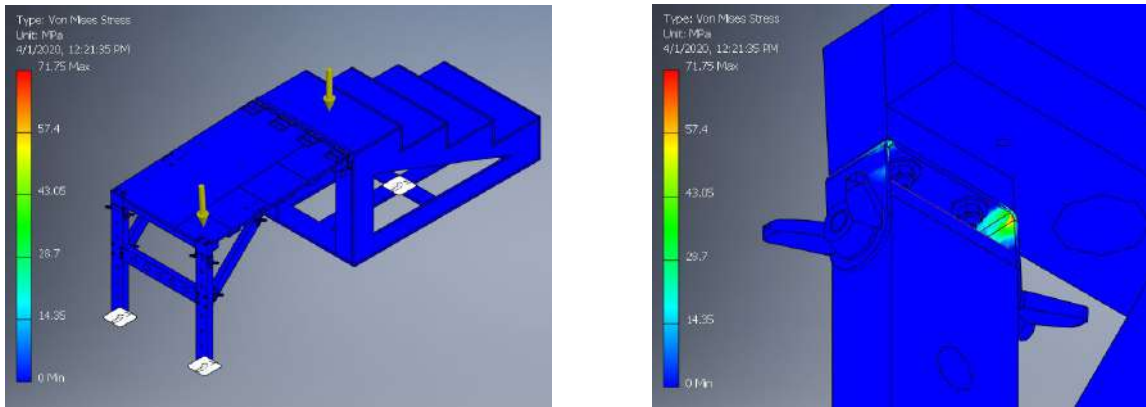 Type: Von Mises Stress
Unit: MPa
4/1/2020, 12:21:35 PM
71.75 Max
57.4
43.05
28.7
14.35
0 Min
Type: Von Mises Stress
Unit: MPa
4/1/2020, 12:21:35 PM
71.75 Max
57.4
43.05
28.7
14.35
0 Min